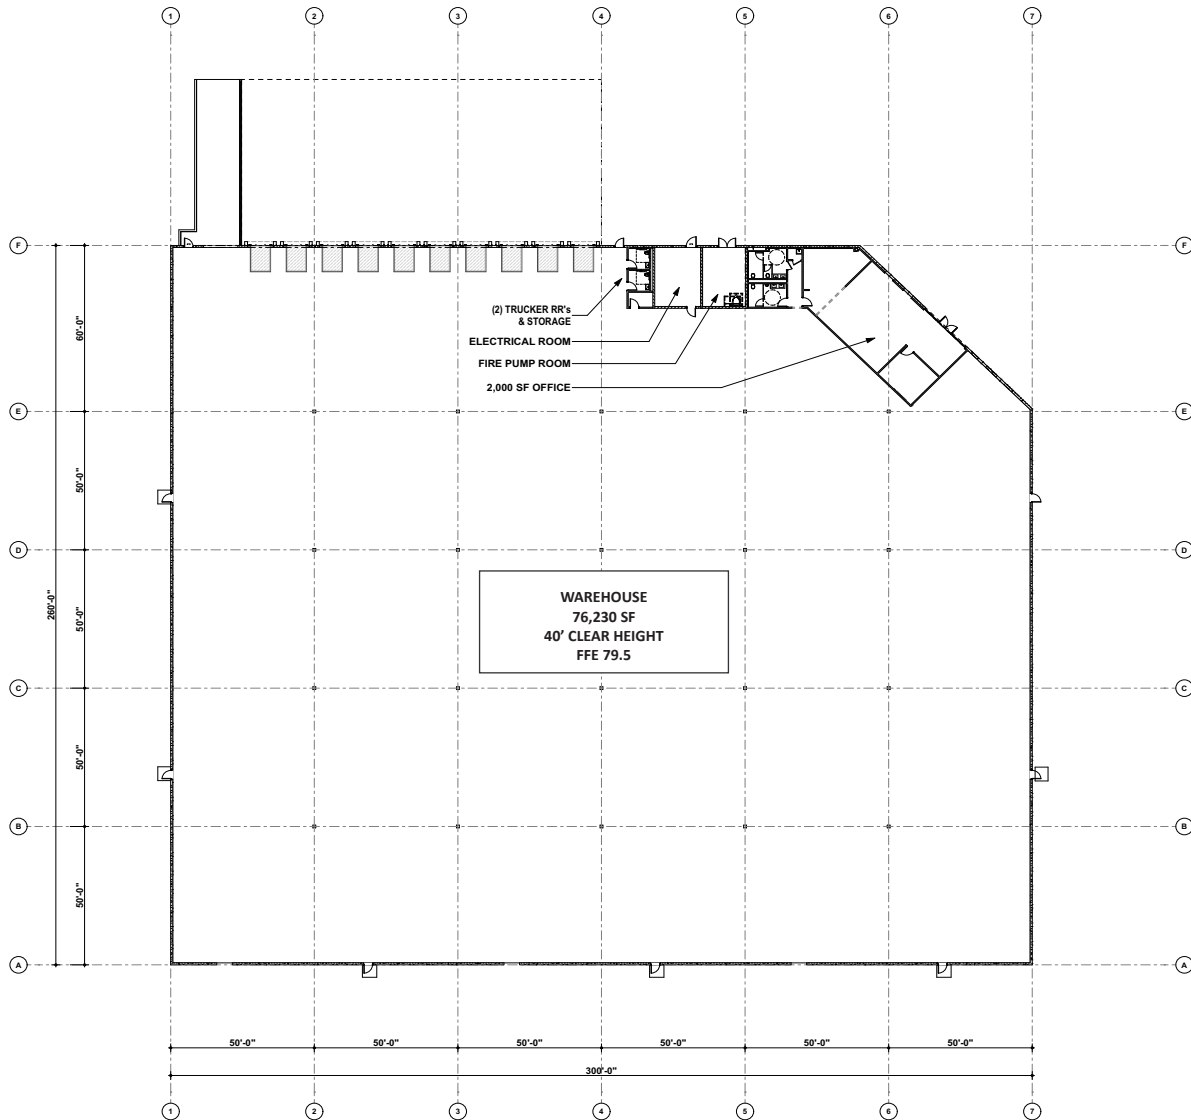 1 2 3 4 5 6 7
F F
(2) TRUCKER RR's
& STORAGE
60'-0"
ELECTRICAL ROOM
FIRE PUMP ROOM
2,000 SF OFFICE
E E
50'-0"
D D
WAREHOUSE
76,230 SF
40' CLEAR HEIGHT
FFE 79.5
260'-0"
50'-0"
C C
50'-0"
B B
50'-0"
A A
50'-0" 50'-0" 50'-0" 50'-0" 50'-0" 50'-0"
300'-0"
1 2 3 4 5 6 7